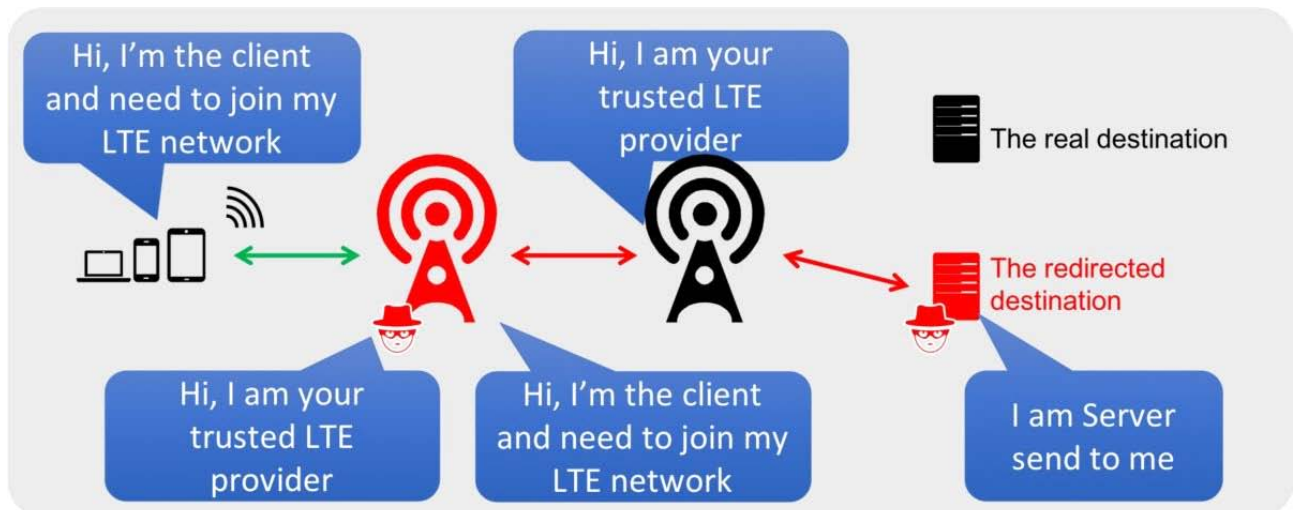 Hi, I'm the client
and need to join my
LTE network
Hi, I am your
trusted LTE
provider
The real destination
The redirected
destination
Hi, I am your
trusted LTE
provider
Hi, I'm the client
and need to join my
LTE network
I am Server
send to me